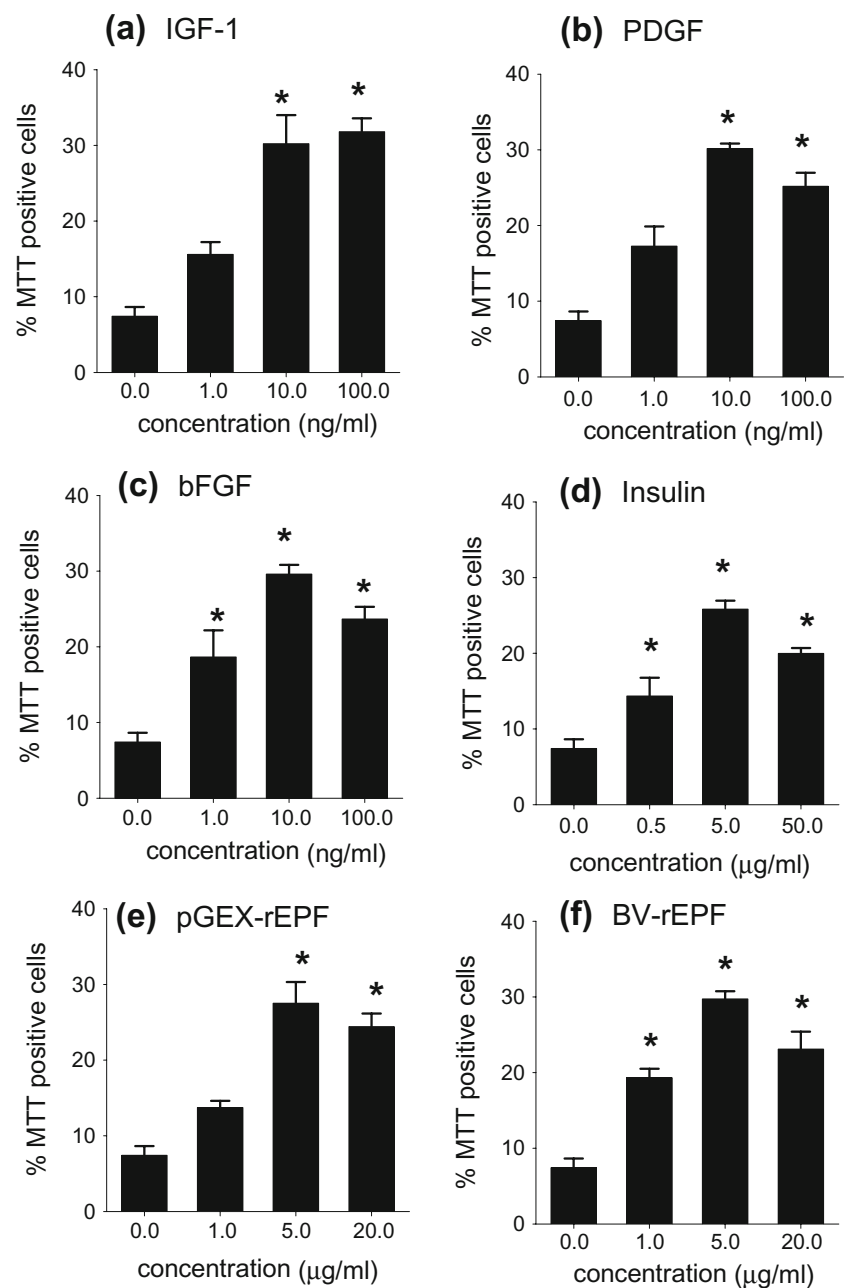 (a) IGF-1
% MTT positive cells
40
30
20
10
0
*
*
0.0 1.0 10.0 100.0
concentration (ng/ml)
(b) PDGF
% MTT positive cells
40
30
20
10
0
*
*
0.0 1.0 10.0 100.0
concentration (ng/ml)
(c) bFGF
% MTT positive cells
40
30
20
10
0
*
*
*
0.0 1.0 10.0 100.0
concentration (ng/ml)
(d) Insulin
% MTT positive cells
40
30
20
10
0
*
*
*
0.0 0.5 5.0 50.0
concentration (μg/ml)
(e) pGEX-rEPF
% MTT positive cells
40
30
20
10
0
*
*
0.0 1.0 5.0 20.0
concentration (μg/ml)
(f) BV-rEPF
% MTT positive cells
40
30
20
10
0
*
*
*
0.0 1.0 5.0 20.0
concentration (μg/ml)